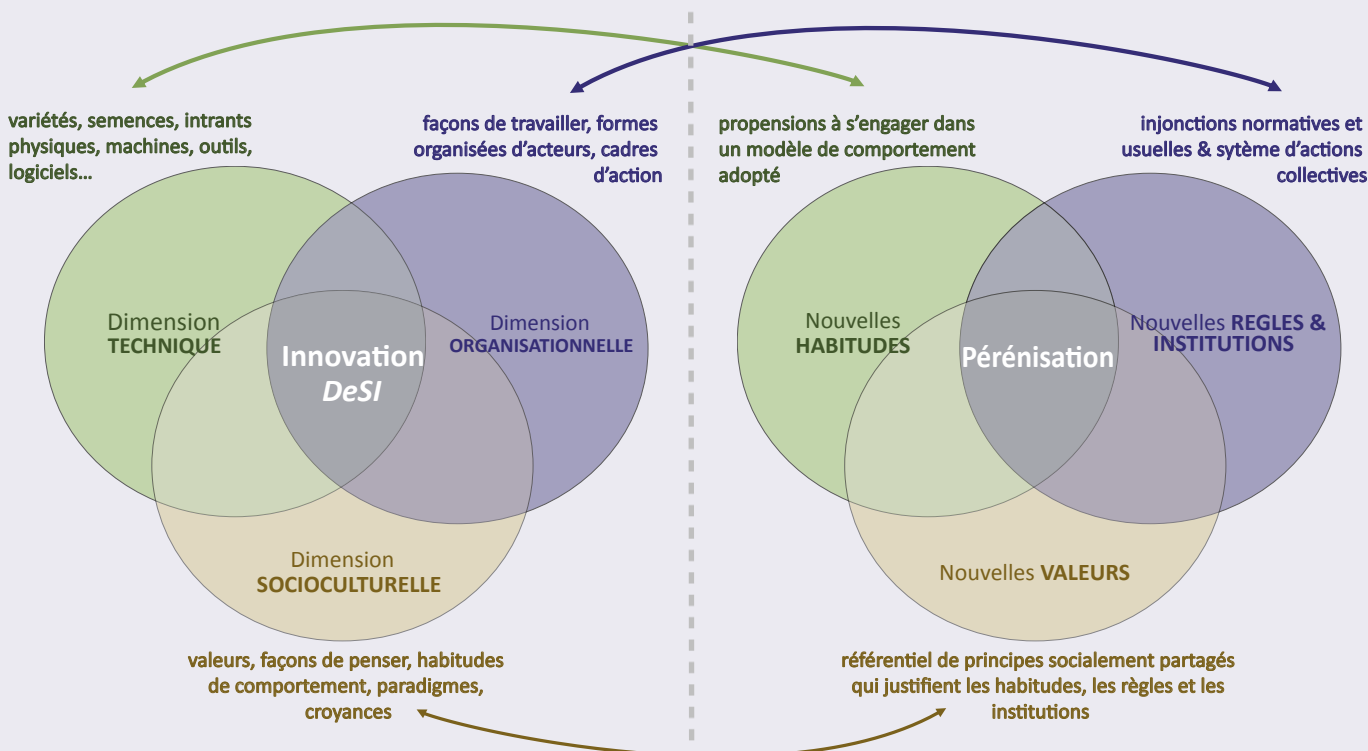 variétés, semences, intrants
physiques, machines, outils,
logiciels...
façons de travailler, formes
organisées d'acteurs, cadres
d'action
Dimension
TECHNIQUE
Dimension
ORGANISATIONNELLE
Innovation
DeSI
Dimension
SOCIOCULTURELLE
valeurs, façons de penser, habitudes
de comportement, paradigmes,
croyances
propensions à s'engager dans
un modèle de comportement
adopté
injonctions normatives et
usuelles & sytème d'actions
collectives
Nouvelles
HABITUDES
Nouvelles REGLES &
INSTITUTIONS
Pérénisation
Nouvelles VALEURS
référentiel de principes socialement partagés
qui justifient les habitudes, les règles et les
institutions